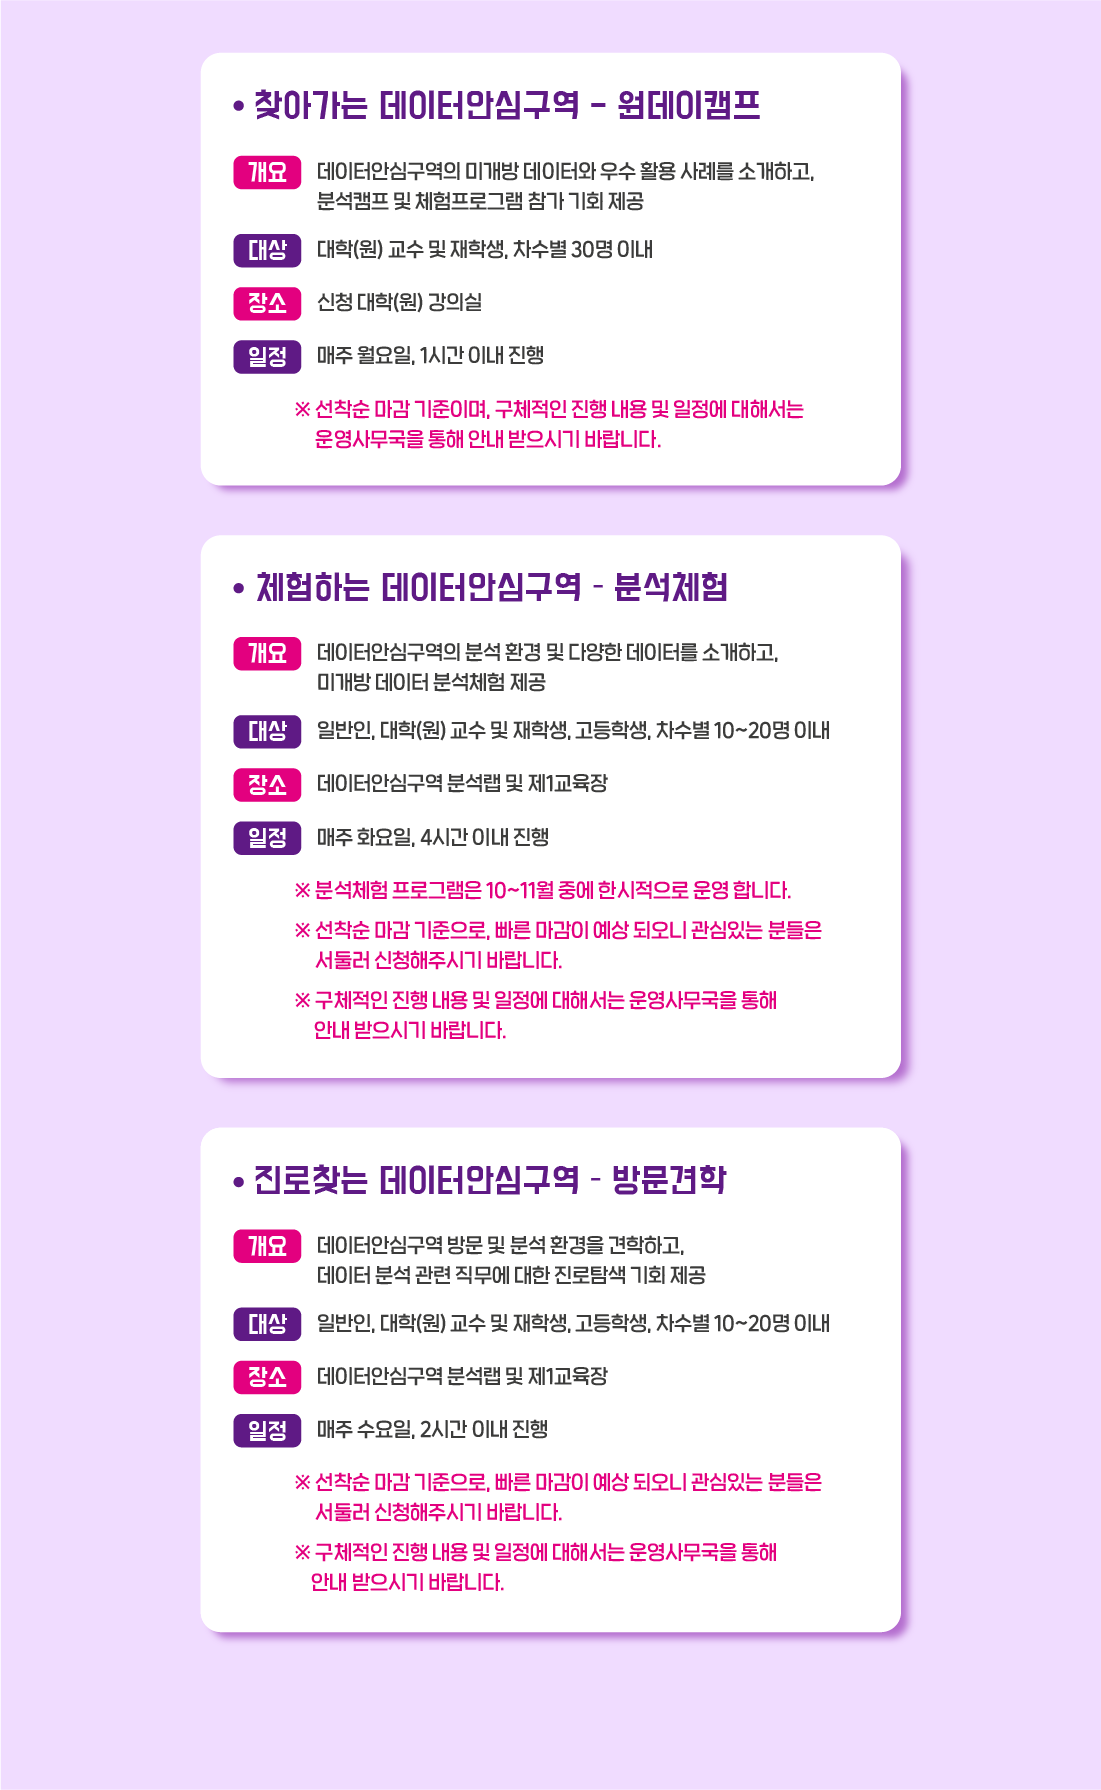 • 찾아가는 데이터안심구역 - 원데이캠프
개요 데이터안심구역의 미개방 데이터와 우수 활용 사례를 소개하고,
분석캠프 및 체험프로그램 참가 기회 제공
대상 대학(원) 교수 및 재학생, 차수별 30명 이내
장소 신청 대학(원) 강의실
일정 매주 월요일, 1시간 이내 진행
※ 선착순 마감 기준이며, 구체적인 진행 내용 및 일정에 대해서는
운영사무국을 통해 안내 받으시기 바랍니다.
• 체험하는 데이터안심구역 - 분석체험
개요 데이터안심구역의 분석 환경 및 다양한 데이터를 소개하고,
미개방 데이터 분석체험 제공
대상 일반인, 대학(원) 교수 및 재학생, 고등학생, 차수별 10~20명 이내
장소 데이터안심구역 분석랩 및 제1교육장
일정 매주 화요일, 4시간 이내 진행
※ 분석체험 프로그램은 10~11월 중에 한시적으로 운영 합니다.
※ 선착순 마감 기준으로, 빠른 마감이 예상 되오니 관심있는 분들은
서둘러 신청해주시기 바랍니다.
※ 구체적인 진행 내용 및 일정에 대해서는 운영사무국을 통해
안내 받으시기 바랍니다.
• 진로찾는 데이터안심구역 - 방문견학
개요 데이터안심구역 방문 및 분석 환경을 견학하고,
데이터 분석 관련 직무에 대한 진로탐색 기회 제공
대상 일반인, 대학(원) 교수 및 재학생, 고등학생, 차수별 10~20명 이내
장소 데이터안심구역 분석랩 및 제1교육장
일정 매주 수요일, 2시간 이내 진행
※ 선착순 마감 기준으로, 빠른 마감이 예상 되오니 관심있는 분들은
서둘러 신청해주시기 바랍니다.
※ 구체적인 진행 내용 및 일정에 대해서는 운영사무국을 통해
안내 받으시기 바랍니다.